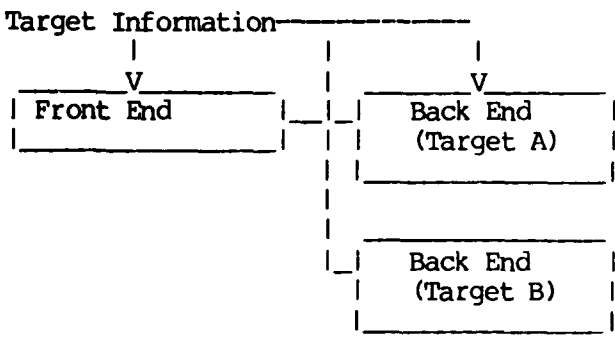 Target Information
V V
Front End Back End
(Target A)
Back End
(Target B)